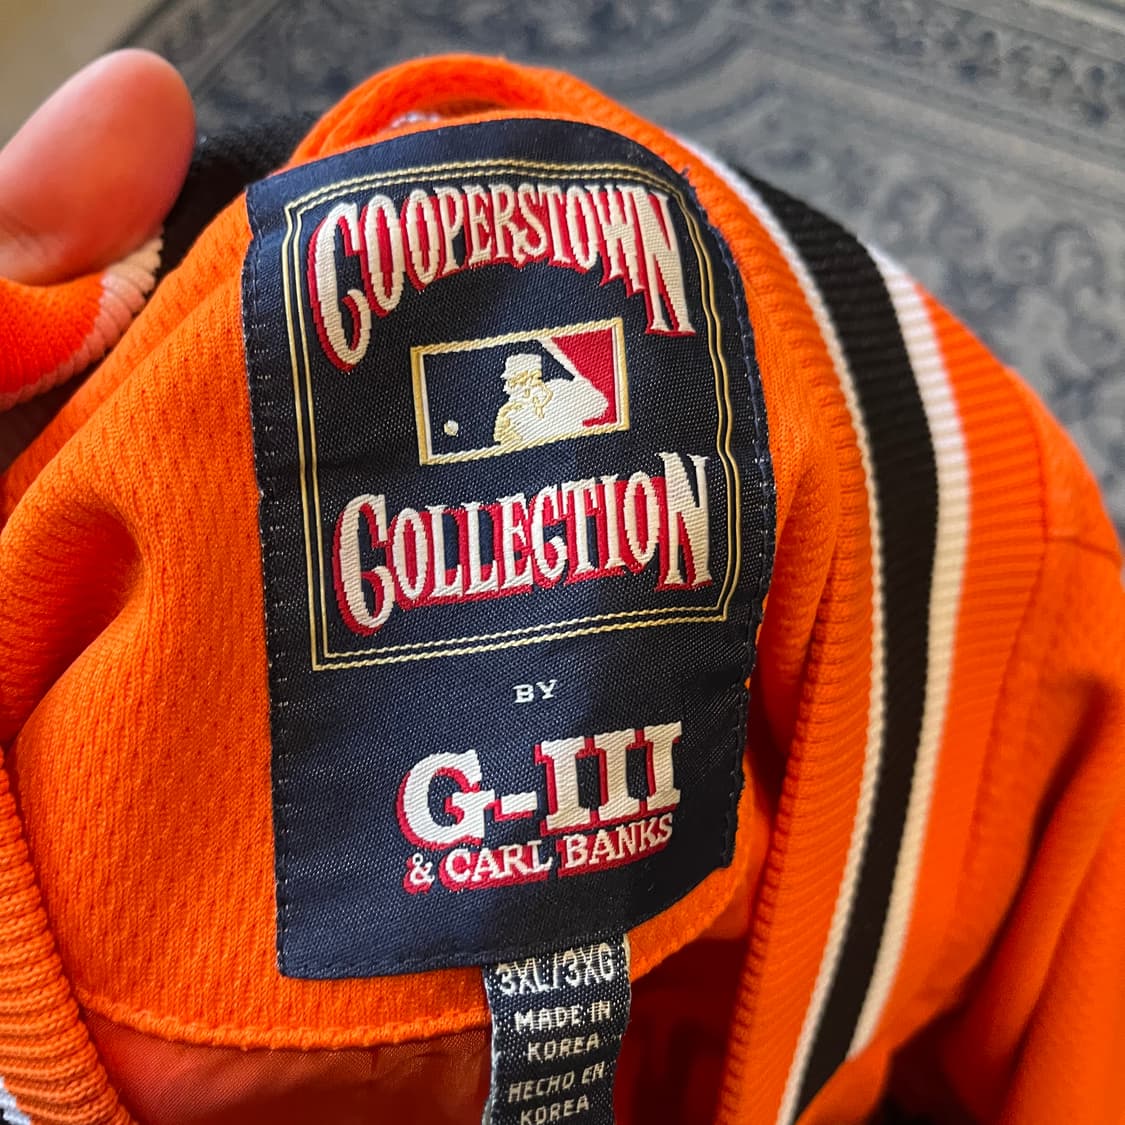 COOPERSTOWN
COLLECTION
BY
G-III
& CARL BANKS
3XL/3XG
MADE IN
KOREA
HECHO EN
KOREA